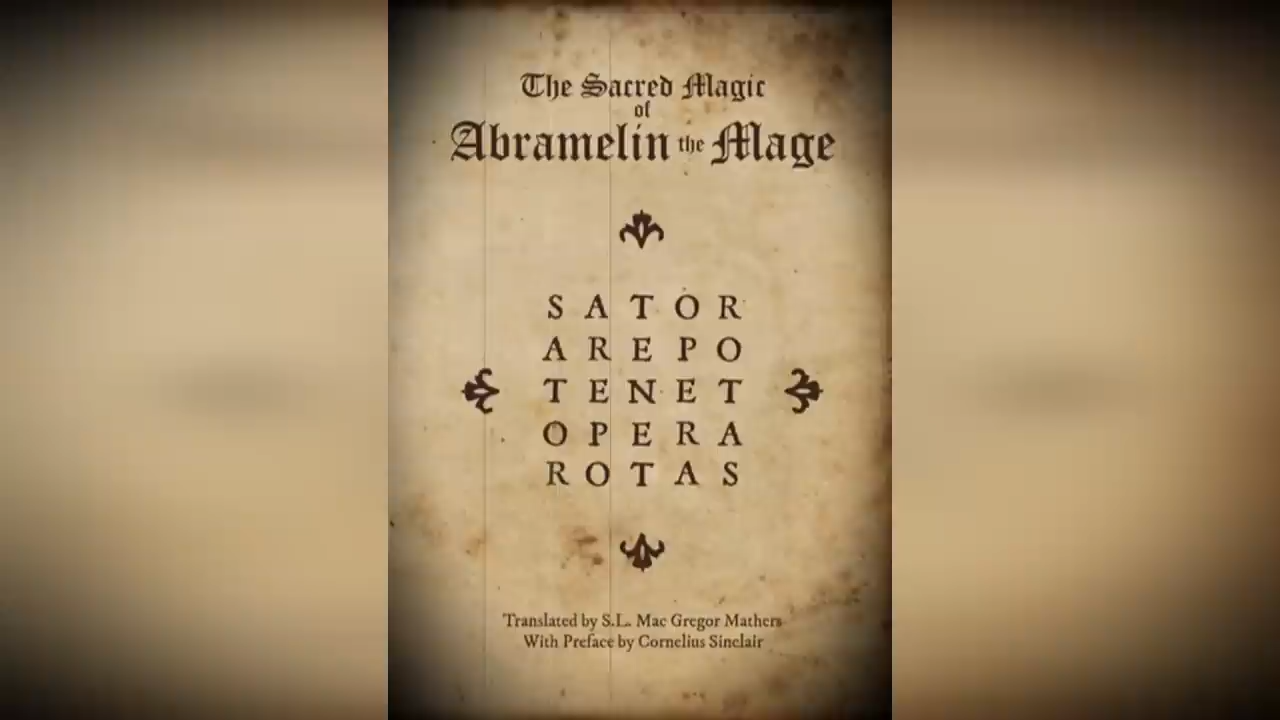 The Sacred Magic
of
Abramelin the Mage
S A T O R
A R E P O
T E N E T
O P E R A
R O T A S
Translated by S.L. Mac Gregor Mathers
With Preface by Cornelius Sinclair